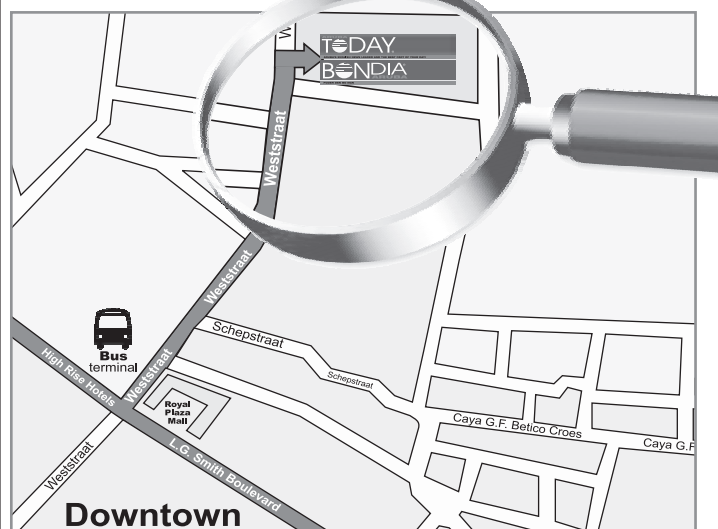 W
TODAY
BONDIA
Weststraat
Weststraat
Schepstraat
Bus
terminal
High Rise Hotels
Weststraat
Schepstraat
Royal
Plaza
Mall
Caya G.F. Betico Croes
Caya G.F
Weststraat
L.G. Smith Boulevard
Downtown